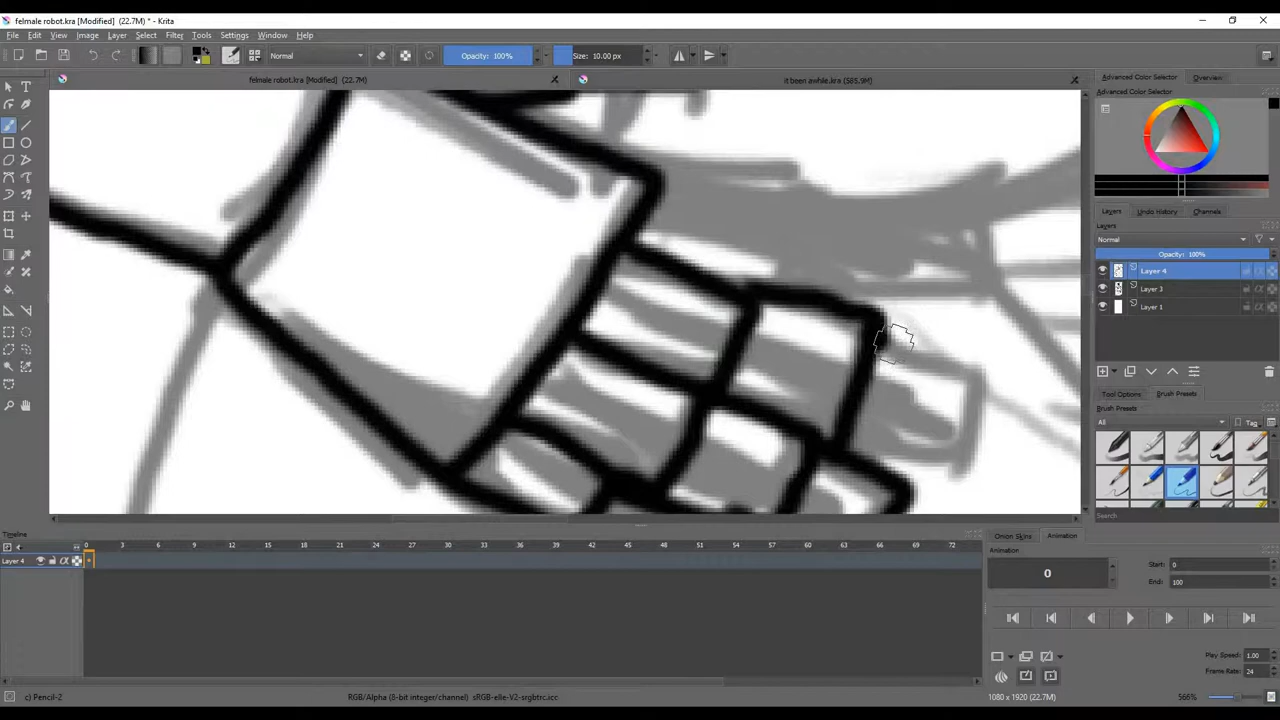 felmale robot.kra [Modified] (22.7M) * - Krita
File Edit View Image Layer Select Filter Tools Settings Window Help
Normal Opacity: 100% Size: 10.00 px
felmale robot.kra [Modified] (22.7M) it been awhile.kra (585.9M)
Advanced Color Selector Overview
Advanced Color Selector
Layers Undo History Channels
Layers
Normal
Opacity: 100%
Layer 4
Layer 3
Layer 1
Tool Options Brush Presets
Brush Presets
All Tag
Search
Timeline
0 3 6 9 12 15 18 21 24 27 30 33 36 39 42 45 48 51 54 57 60 63 66 69 72
Layer 4
Onion Skins Animation
Animation
0
Start: 0
End: 100
Play Speed: 1.00
Frame Rate: 24
c) Pencil-2 RGB/Alpha (8-bit integer/channel) sRGB-elle-V2-srgbtrc.icc 1080 x 1920 (22.7M) 566%